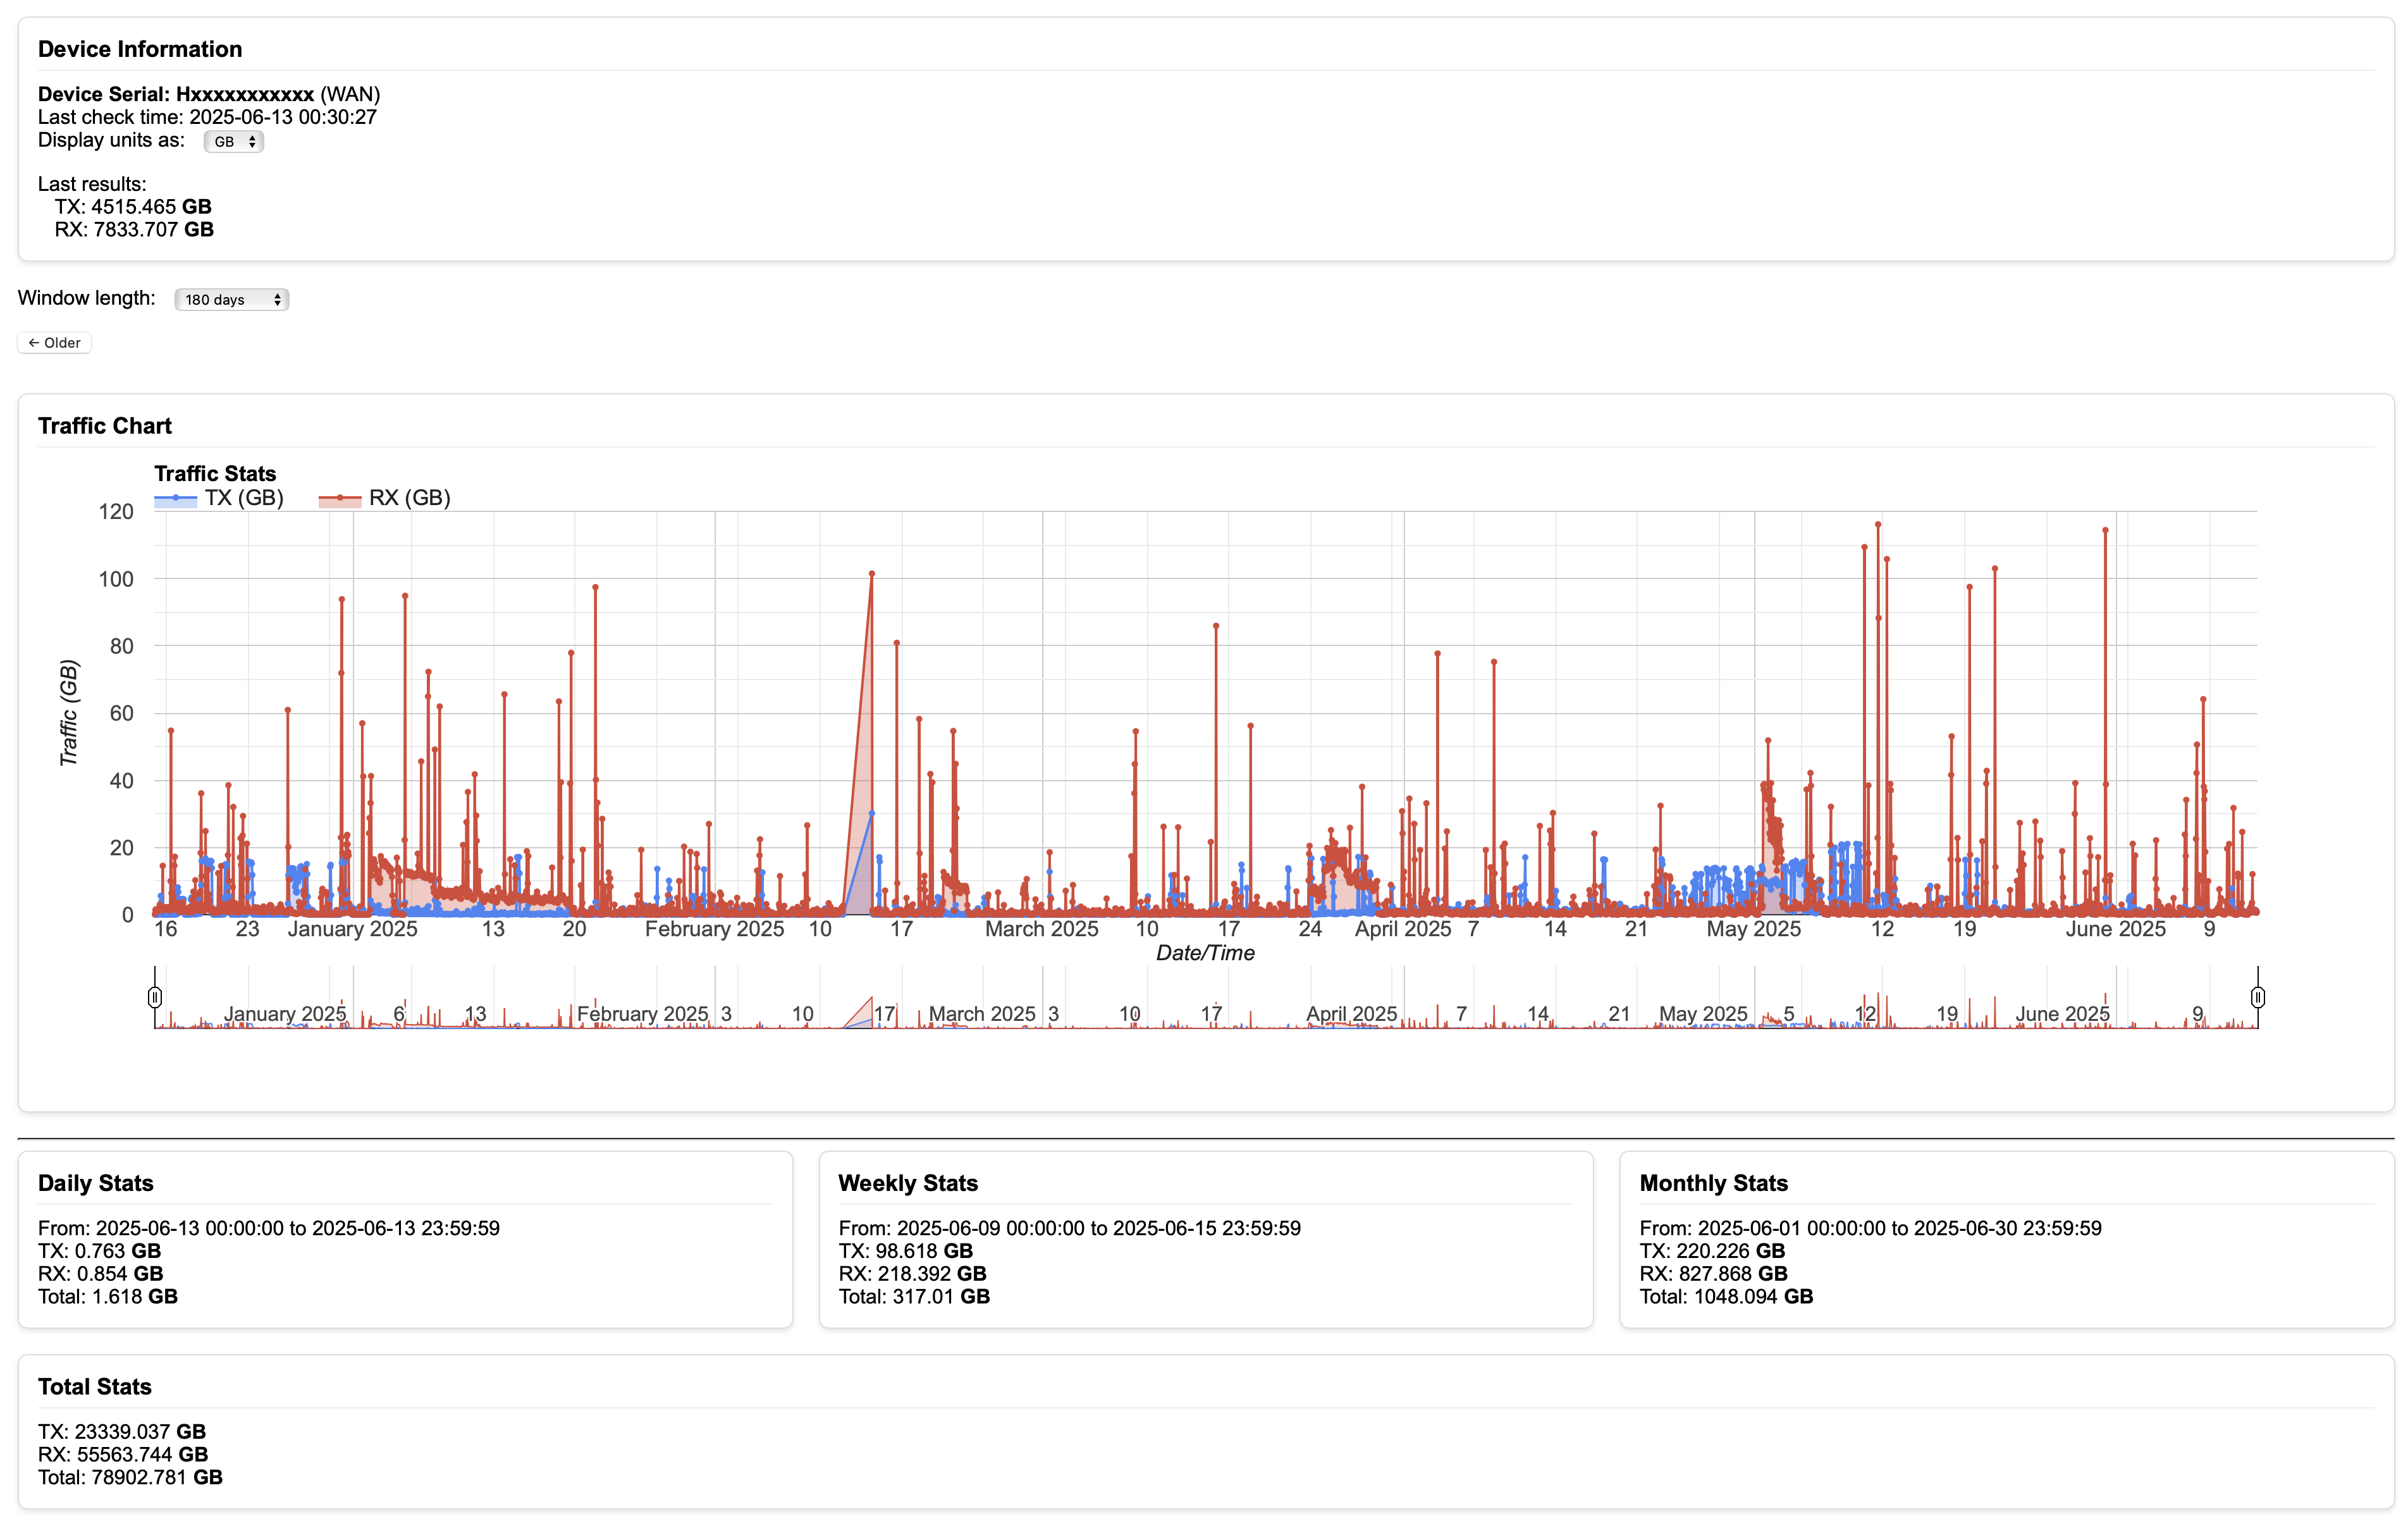 Device Information
Device Serial: Hxxxxxxxxxxx (WAN)
Last check time: 2025-06-13 00:30:27
Display units as: GB
Last results:
TX: 4515.465 GB
RX: 7833.707 GB
Window length: 180 days
← Older
Traffic Chart
Traffic Stats
TX (GB) RX (GB)
120
100
80
60
40
20
0
Traffic (GB)
16 23 January 2025 13 20 February 2025 10 17 March 2025 10 17 24 April 2025 7 14 21 May 2025 12 19 June 2025 9
Date/Time
January 2025 6 13 February 2025 3 10 17 March 2025 3 10 17 April 2025 7 14 21 May 2025 5 12 19 June 2025 9
Daily Stats
From: 2025-06-13 00:00:00 to 2025-06-13 23:59:59
TX: 0.763 GB
RX: 0.854 GB
Total: 1.618 GB
Weekly Stats
From: 2025-06-09 00:00:00 to 2025-06-15 23:59:59
TX: 98.618 GB
RX: 218.392 GB
Total: 317.01 GB
Monthly Stats
From: 2025-06-01 00:00:00 to 2025-06-30 23:59:59
TX: 220.226 GB
RX: 827.868 GB
Total: 1048.094 GB
Total Stats
TX: 23339.037 GB
RX: 55563.744 GB
Total: 78902.781 GB